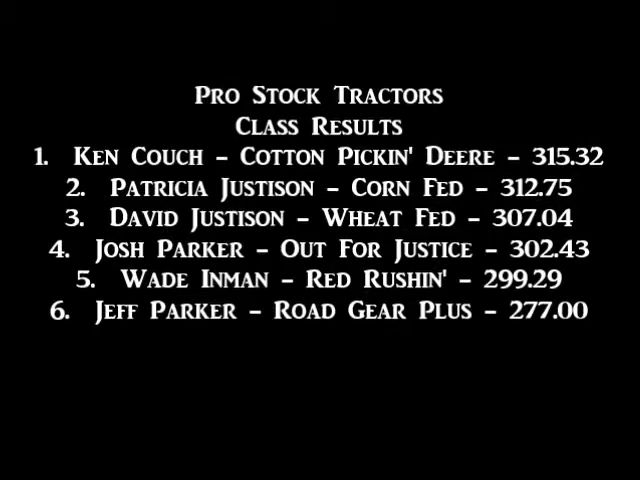 Pro Stock Tractors
Class Results
1. Ken Couch – Cotton Pickin' Deere – 315.32
2. Patricia Justison – Corn Fed – 312.75
3. David Justison – Wheat Fed – 307.04
4. Josh Parker – Out For Justice – 302.43
5. Wade Inman – Red Rushin' – 299.29
6. Jeff Parker – Road Gear Plus – 277.00